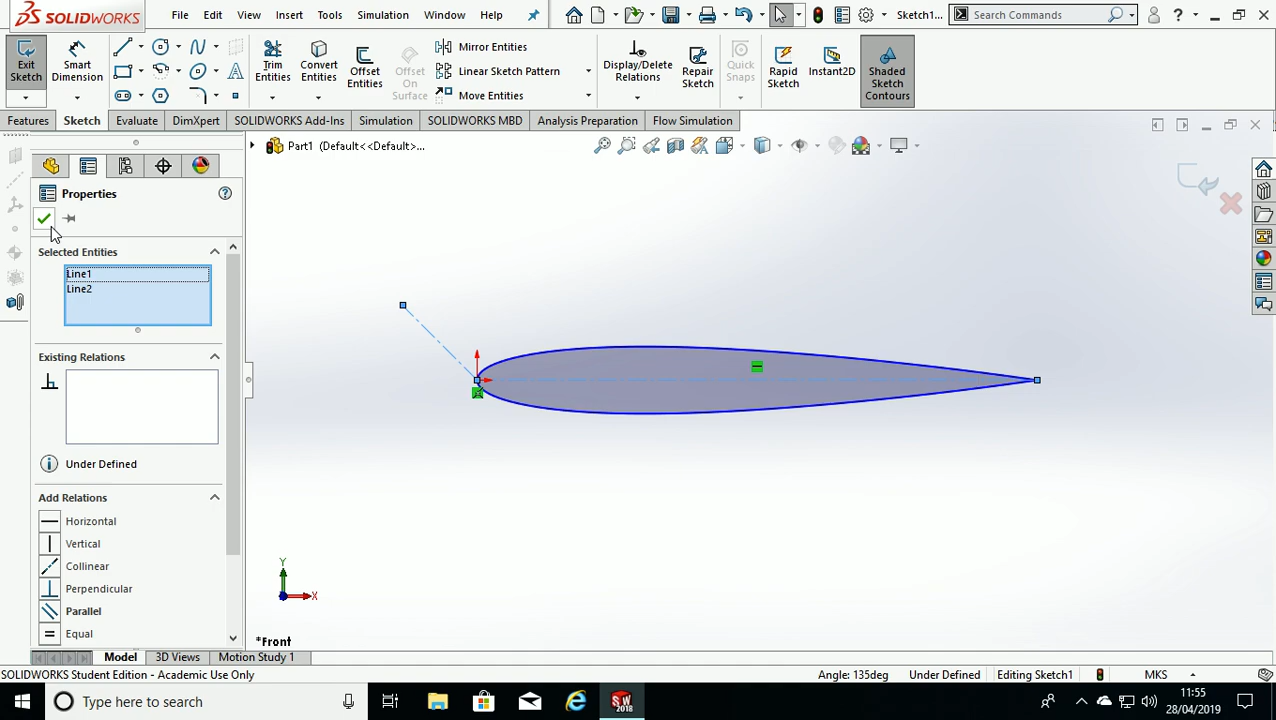 SOLIDWORKS File Edit View Insert Tools Simulation Window Help Sketch1... Search Commands ?
Exit Sketch Smart Dimension Trim Entities Convert Entities Offset Entities Offset On Surface Mirror Entities Linear Sketch Pattern Move Entities Display/Delete Relations Repair Sketch Quick Snaps Rapid Sketch Instant2D Shaded Sketch Contours
Features Sketch Evaluate DimXpert SOLIDWORKS Add-Ins Simulation SOLIDWORKS MBD Analysis Preparation Flow Simulation
Part1 (Default<<Default>...
Properties
Selected Entities
Line1
Line2
Existing Relations
Under Defined
Add Relations
Horizontal
Vertical
Collinear
Perpendicular
Parallel
Equal
Y
X
*Front
Model 3D Views Motion Study 1
SOLIDWORKS Student Edition - Academic Use Only Angle: 135deg Under Defined Editing Sketch1 MKS
Type here to search SW 2018 11:55
28/04/2019